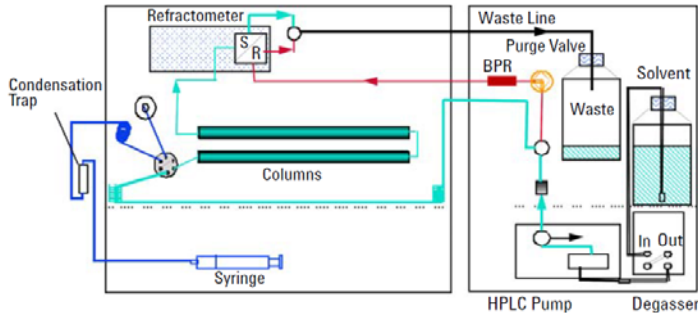 Refractometer
Waste Line
Purge Valve
Solvent
S
R
BPR
Condensation
Trap
Waste
Columns
In Out
Syringe
HPLC Pump
Degasser